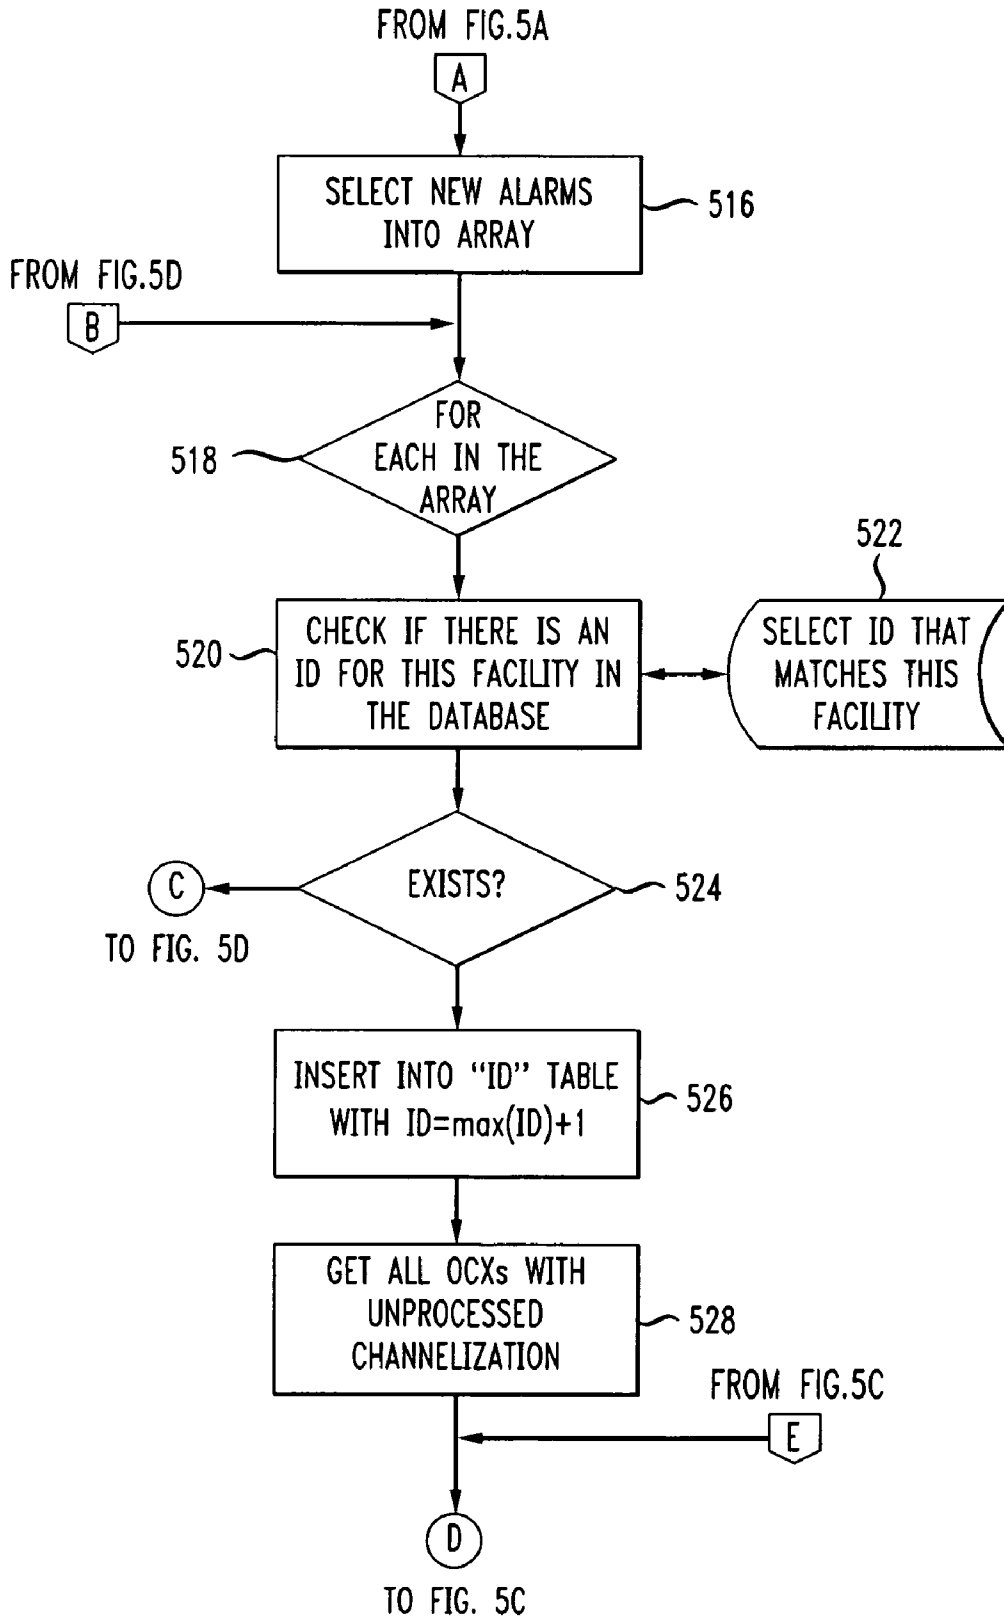 FROM FIG.5A
A
SELECT NEW ALARMS
INTO ARRAY
516
FROM FIG.5D
B
FOR
EACH IN THE
ARRAY
518
522
CHECK IF THERE IS AN
ID FOR THIS FACILITY IN
THE DATABASE
520
SELECT ID THAT
MATCHES THIS
FACILITY
EXISTS?
524
C
TO FIG. 5D
INSERT INTO “ID” TABLE
WITH ID=max(ID)+1
526
GET ALL OCXs WITH
UNPROCESSED
CHANNELIZATION
528
FROM FIG.5C
E
D
TO FIG. 5C